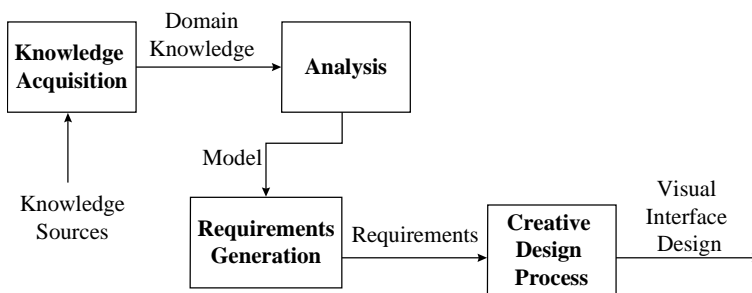 Domain
Knowledge
Knowledge
Acquisition
Analysis
Model
Knowledge
Sources
Requirements
Generation
Requirements
Creative
Design
Process
Visual
Interface
Design